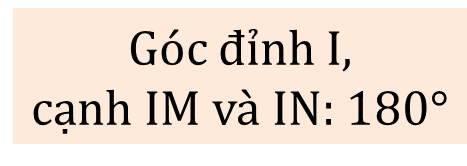 Góc đỉnh I,
cạnh IM và IN: 180°